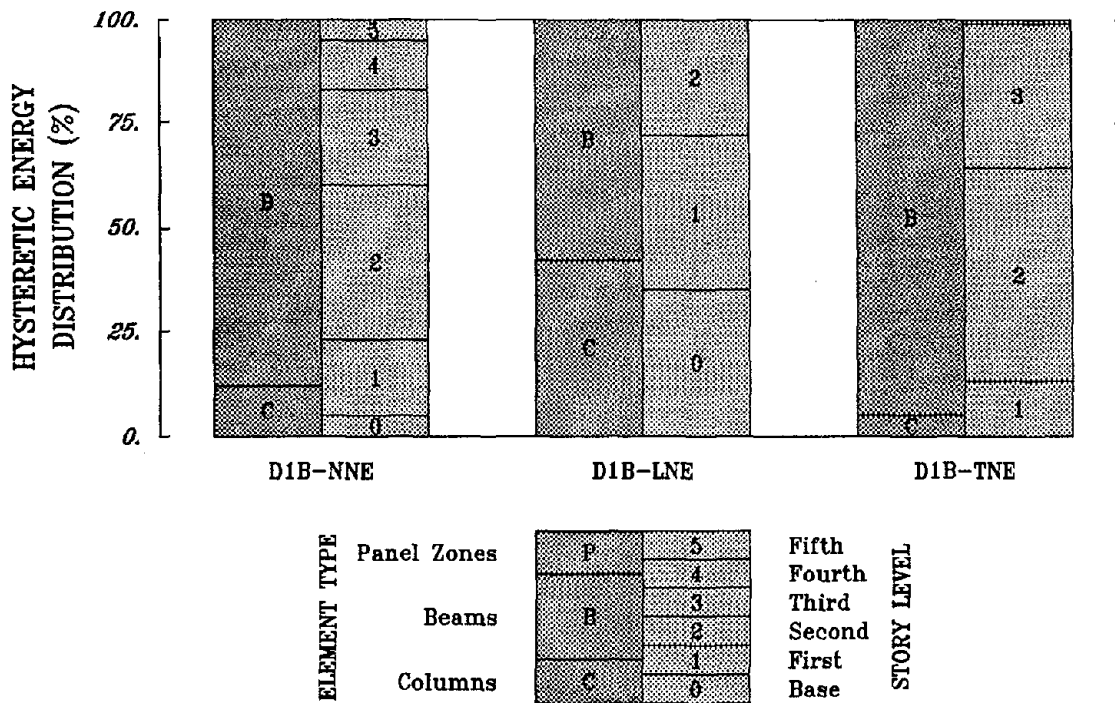 HYSTERETIC ENERGY
DISTRIBUTION (%)
100.
75.
50.
25.
0.
B
C
5
4
3
2
1
0
B
C
2
1
0
B
C
3
2
1
D1B-NNE
D1B-LNE
D1B-TNE
ELEMENT TYPE
Panel Zones
Beams
Columns
P
B
C
5
4
3
2
1
0
Fifth
Fourth
Third
Second
First
Base
STORY LEVEL